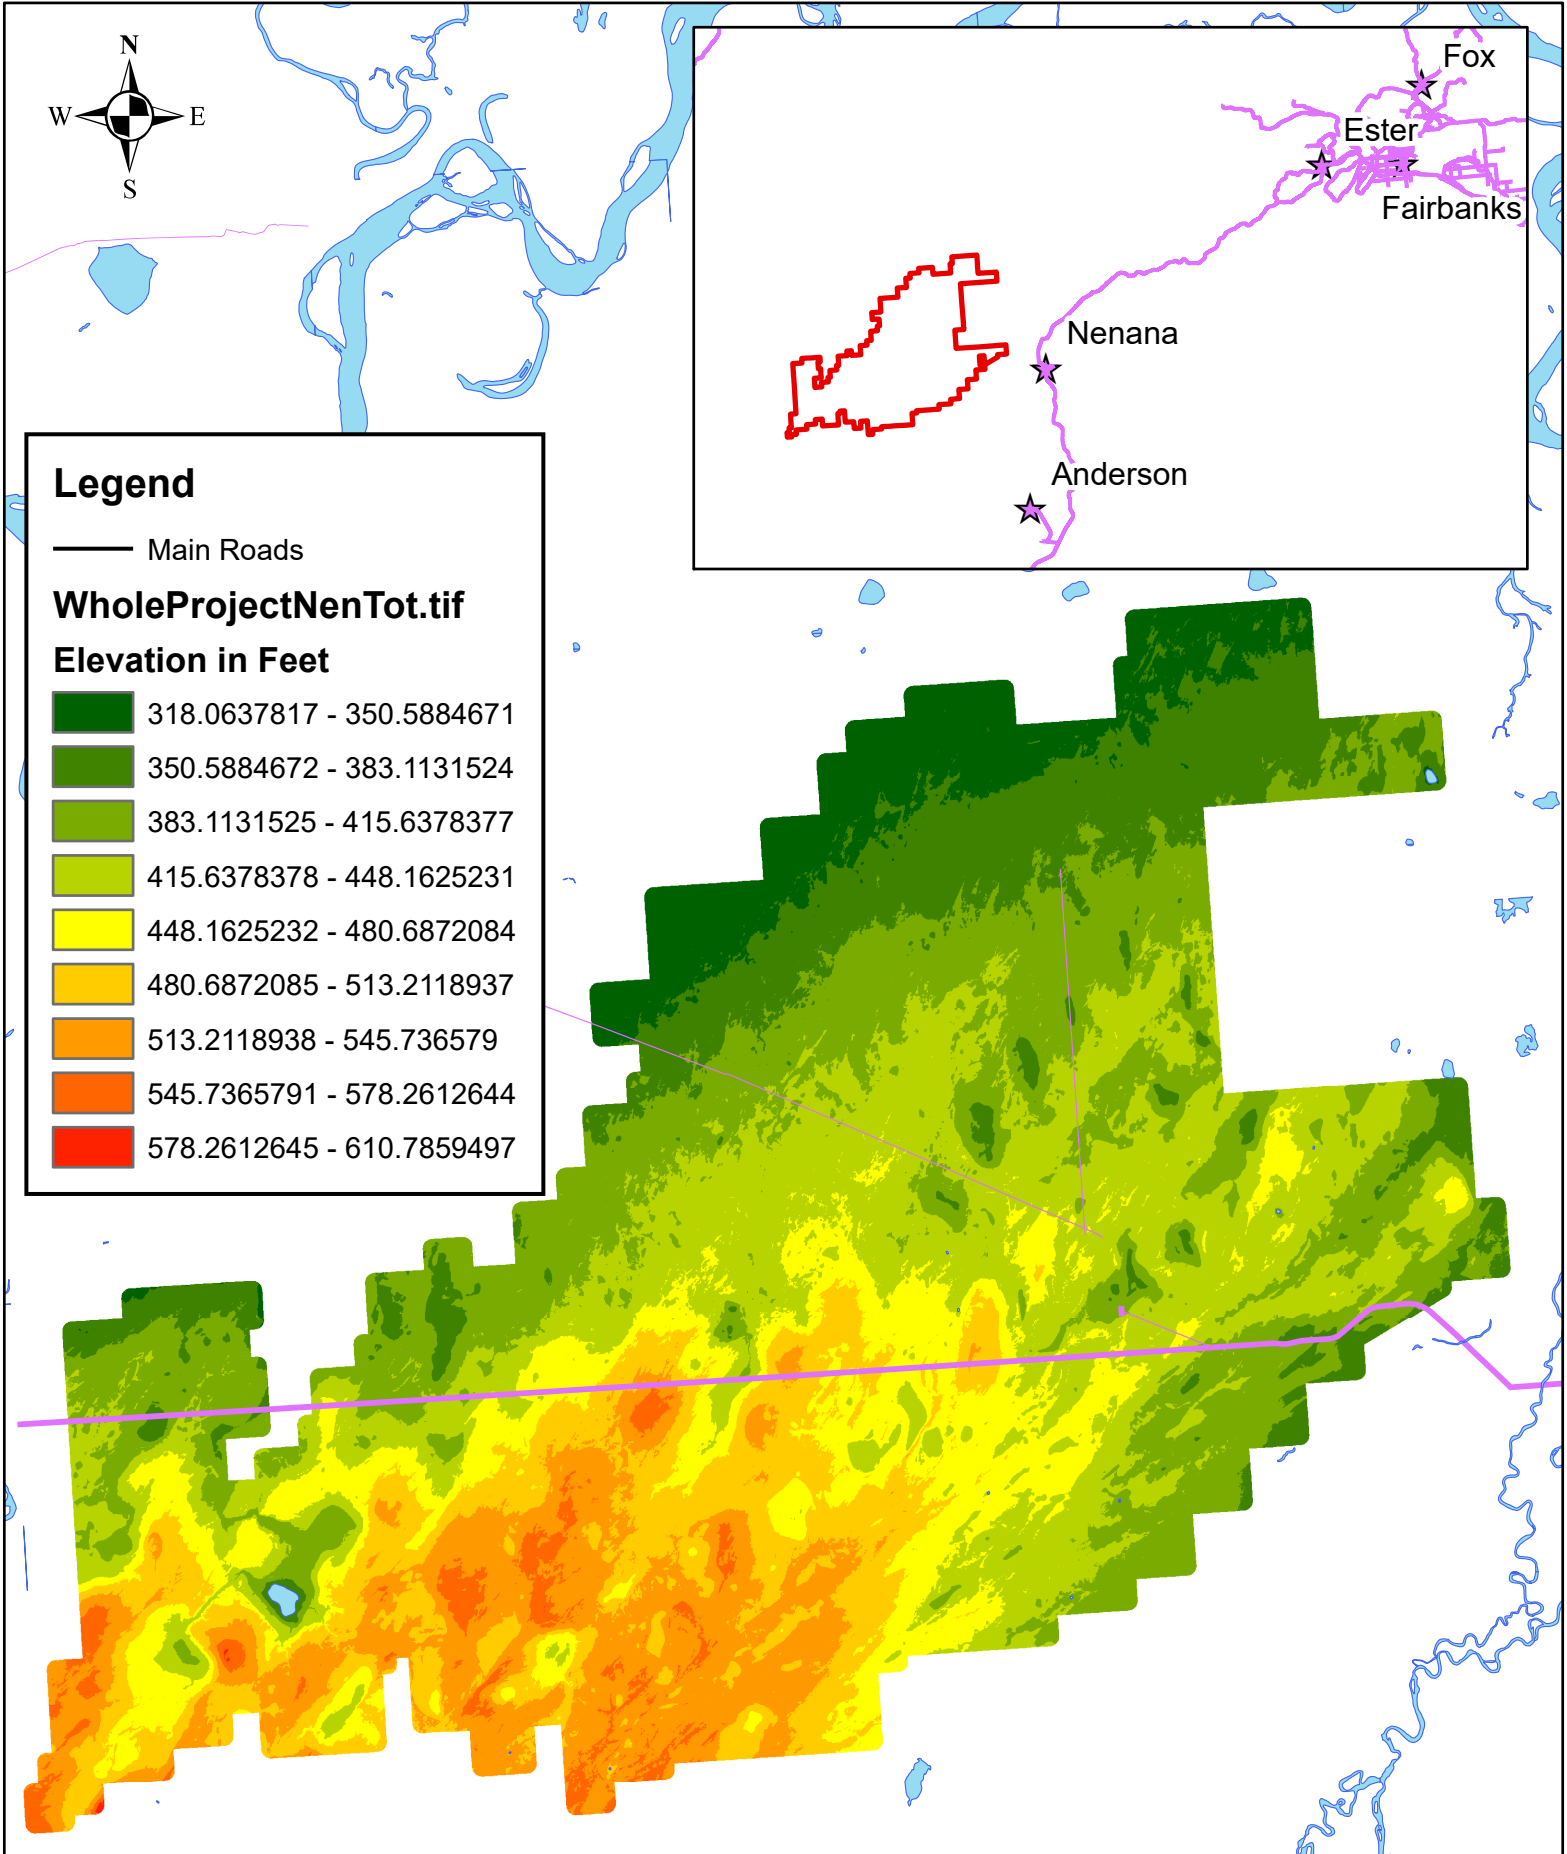 N
W E
S
Fox
Ester
Fairbanks
Nenana
Anderson
Legend
Main Roads
WholeProjectNenTot.tif
Elevation in Feet
318.0637817 - 350.5884671
350.5884672 - 383.1131524
383.1131525 - 415.6378377
415.6378378 - 448.1625231
448.1625232 - 480.6872084
480.6872085 - 513.2118937
513.2118938 - 545.736579
545.7365791 - 578.2612644
578.2612645 - 610.7859497